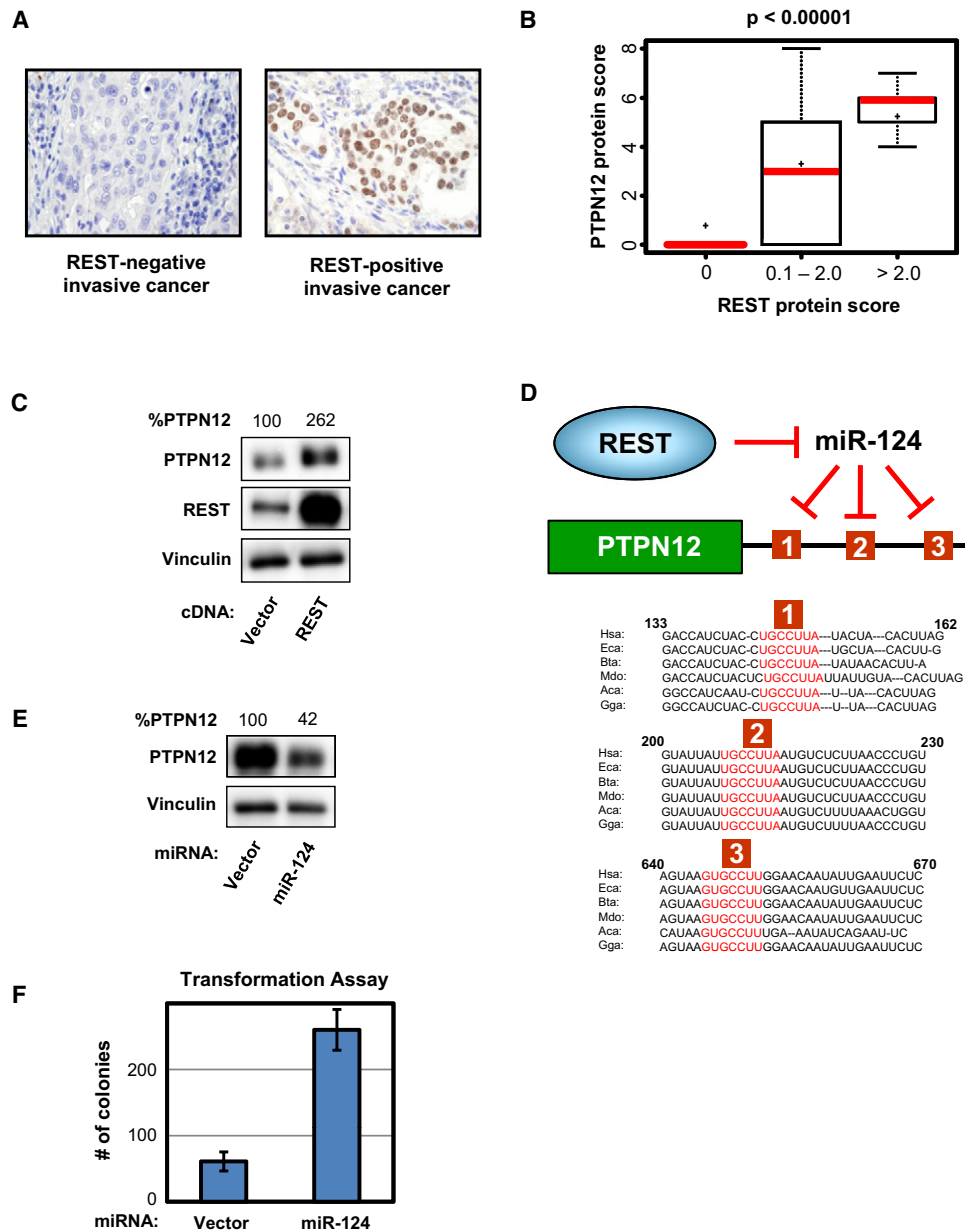 A
REST-negative
invasive cancer
REST-positive
invasive cancer
B
p < 0.00001
PTPN12 protein score
8
6
4
2
0
0
0.1 – 2.0
> 2.0
REST protein score
C
%PTPN12 100 262
PTPN12
REST
Vinculin
cDNA: Vector REST
D
REST
miR-124
PTPN12
1 2 3
1
133 162
Hsa: GACCAUCUAC-CUGCCUUA---UACUA---CACUUAG
Eca: GACCAUCUAC-CUGCCUUA---UGCUA---CACUU-G
Bta: GACCAUCUAC-CUGCCUUA---UAUAACACUU-A
Mdo: GACCAUCUACUCUGCCUUAUUAUUGUA---CACUUAG
Aca: GGCCAUCAAU-CUGCCUUA---U--UA---CACUUAG
Gga: GGCCAUCUAC-CUGCCUUA---U--UA---CACUUAG
2
200 230
Hsa: GUAUUAUUGCCUUAAUGUCUCUUAACCCUGU
Eca: GUAUUAUUGCCUUAAUGUCUCUUAACCCUGU
Bta: GUAUUAUUGCCUUAAUGUCUCUUAACCCUGU
Mdo: GUAUUAUUGCCUUAAUGUCUCUUAACCCUGU
Aca: GUAUUAUUGCCUUAAUGUCUUUUAAACUGU
Gga: GUAUUAUUGCCUUAAUGUCUUUUAACCCUGU
3
640 670
Hsa: AGUAAGUGCCUUGGAACAAUAUUGAAUUCUC
Eca: AGUAAGUGCCUUGGAACAAUGUUGAAUUCUC
Bta: AGUAAGUGCCUUGGAACAAUAUUGAAUUCUC
Mdo: AGUAAGUGCCUUGGAACAAUAUUGAAUUCUC
Aca: CAUAAGUGCCUUUGA--AAUAUCAGAAU-UC
Gga: AGUAAGUGCCUUGGAACAAUAUUGAAUUCUC
E
%PTPN12 100 42
PTPN12
Vinculin
miRNA: Vector miR-124
F
Transformation Assay
# of colonies
200
100
0
miRNA: Vector miR-124